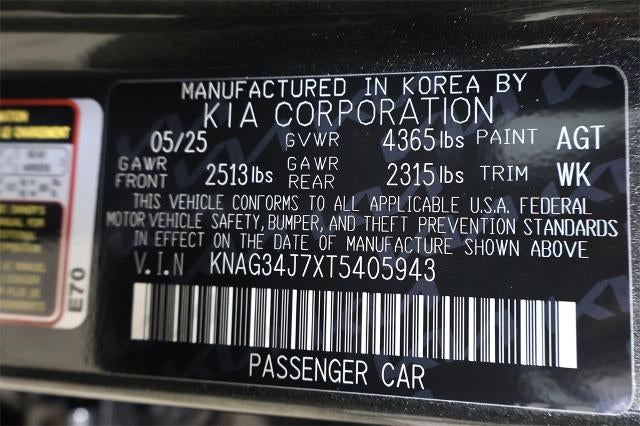 MANUFACTURED IN KOREA BY
KIA CORPORATION
05/25 GVWR 4365 lbs PAINT AGT
GAWR FRONT 2513 lbs GAWR REAR 2315 lbs TRIM WK
THIS VEHICLE CONFORMS TO ALL APPLICABLE U.S.A. FEDERAL
MOTOR VEHICLE SAFETY, BUMPER, AND THEFT PREVENTION STANDARDS
IN EFFECT ON THE DATE OF MANUFACTURE SHOWN ABOVE
V.I.N KNAG34J7XT5405943
PASSENGER CAR
E70